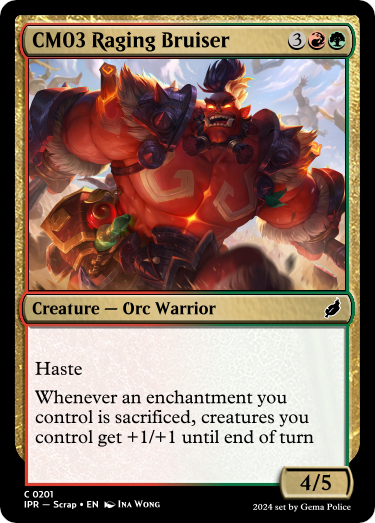 CM03 Raging Bruiser 3
Creature — Orc Warrior
Haste
Whenever an enchantment you
control is sacrificed, creatures you
control get +1/+1 until end of turn
4/5
C 0201
IPR — Scrap • EN Ina Wong
2024 set by Gema Police